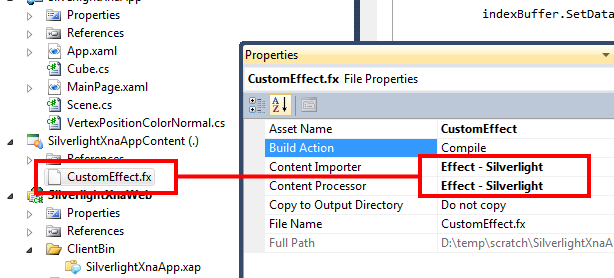 SilverlightXnaApp
Properties
References
App.xaml
Cube.cs
MainPage.xaml
Scene.cs
VertexPositionColorNormal.cs
SilverlightXnaAppContent (.)
References
CustomEffect.fx
SilverlightXnaWeb
Properties
References
ClientBin
SilverlightXnaApp.xap
indexBuffer.SetData
Properties
CustomEffect.fx File Properties
Asset Name CustomEffect
Build Action Compile
Content Importer Effect - Silverlight
Content Processor Effect - Silverlight
Copy to Output Directory Do not copy
File Name CustomEffect.fx
Full Path D:\temp\scratch\SilverlightXnaA